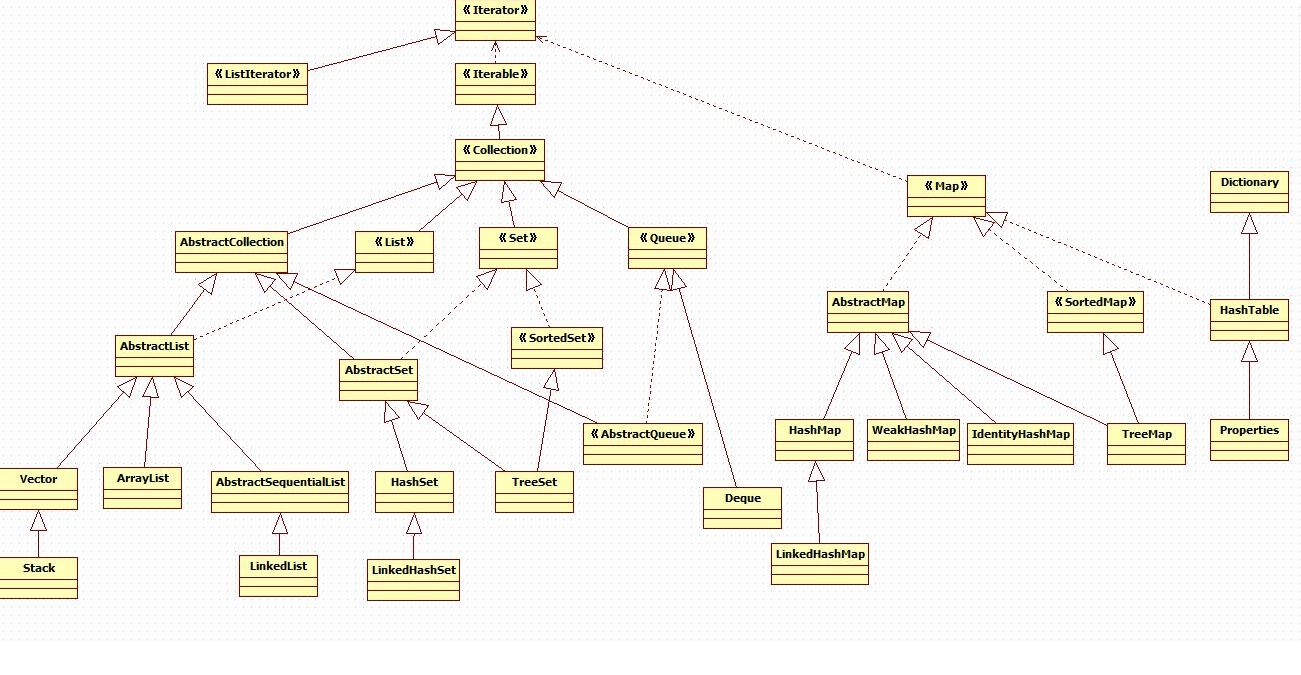 《Iterator》
《ListIterator》
《Iterable》
《Collection》
《Map》
Dictionary
AbstractCollection
《List》
《Set》
《Queue》
AbstractMap
《SortedMap》
HashTable
AbstractList
《SortedSet》
AbstractSet
《AbstractQueue》
HashMap
WeakHashMap
IdentityHashMap
TreeMap
Properties
Vector
ArrayList
AbstractSequentialList
HashSet
TreeSet
Deque
Stack
LinkedList
LinkedHashSet
LinkedHashMap